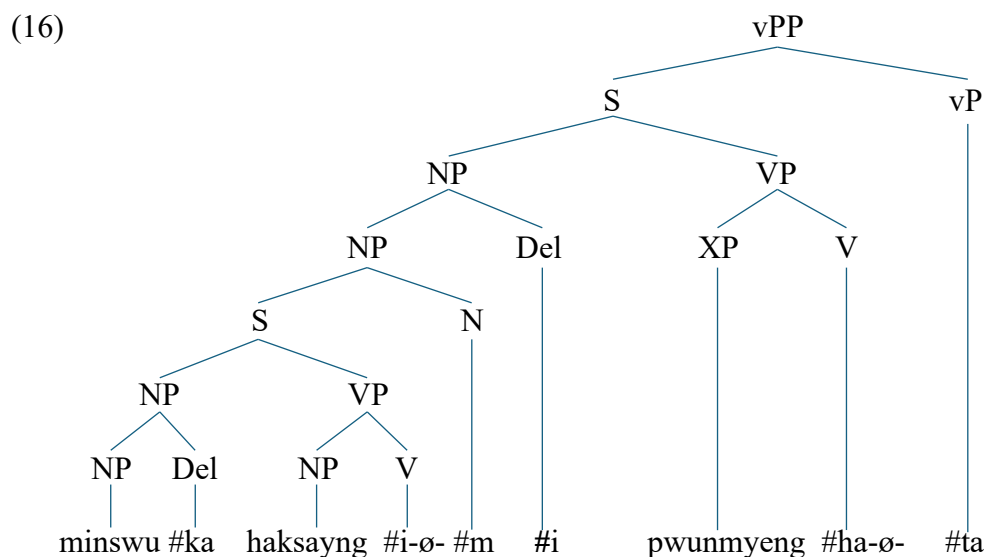 (16) vPP
S vP
NP VP
NP Del XP V
S N
NP VP
NP Del NP V
minswu #ka haksayng #i-ø- #m #i pwunmyeng #ha-ø- #ta